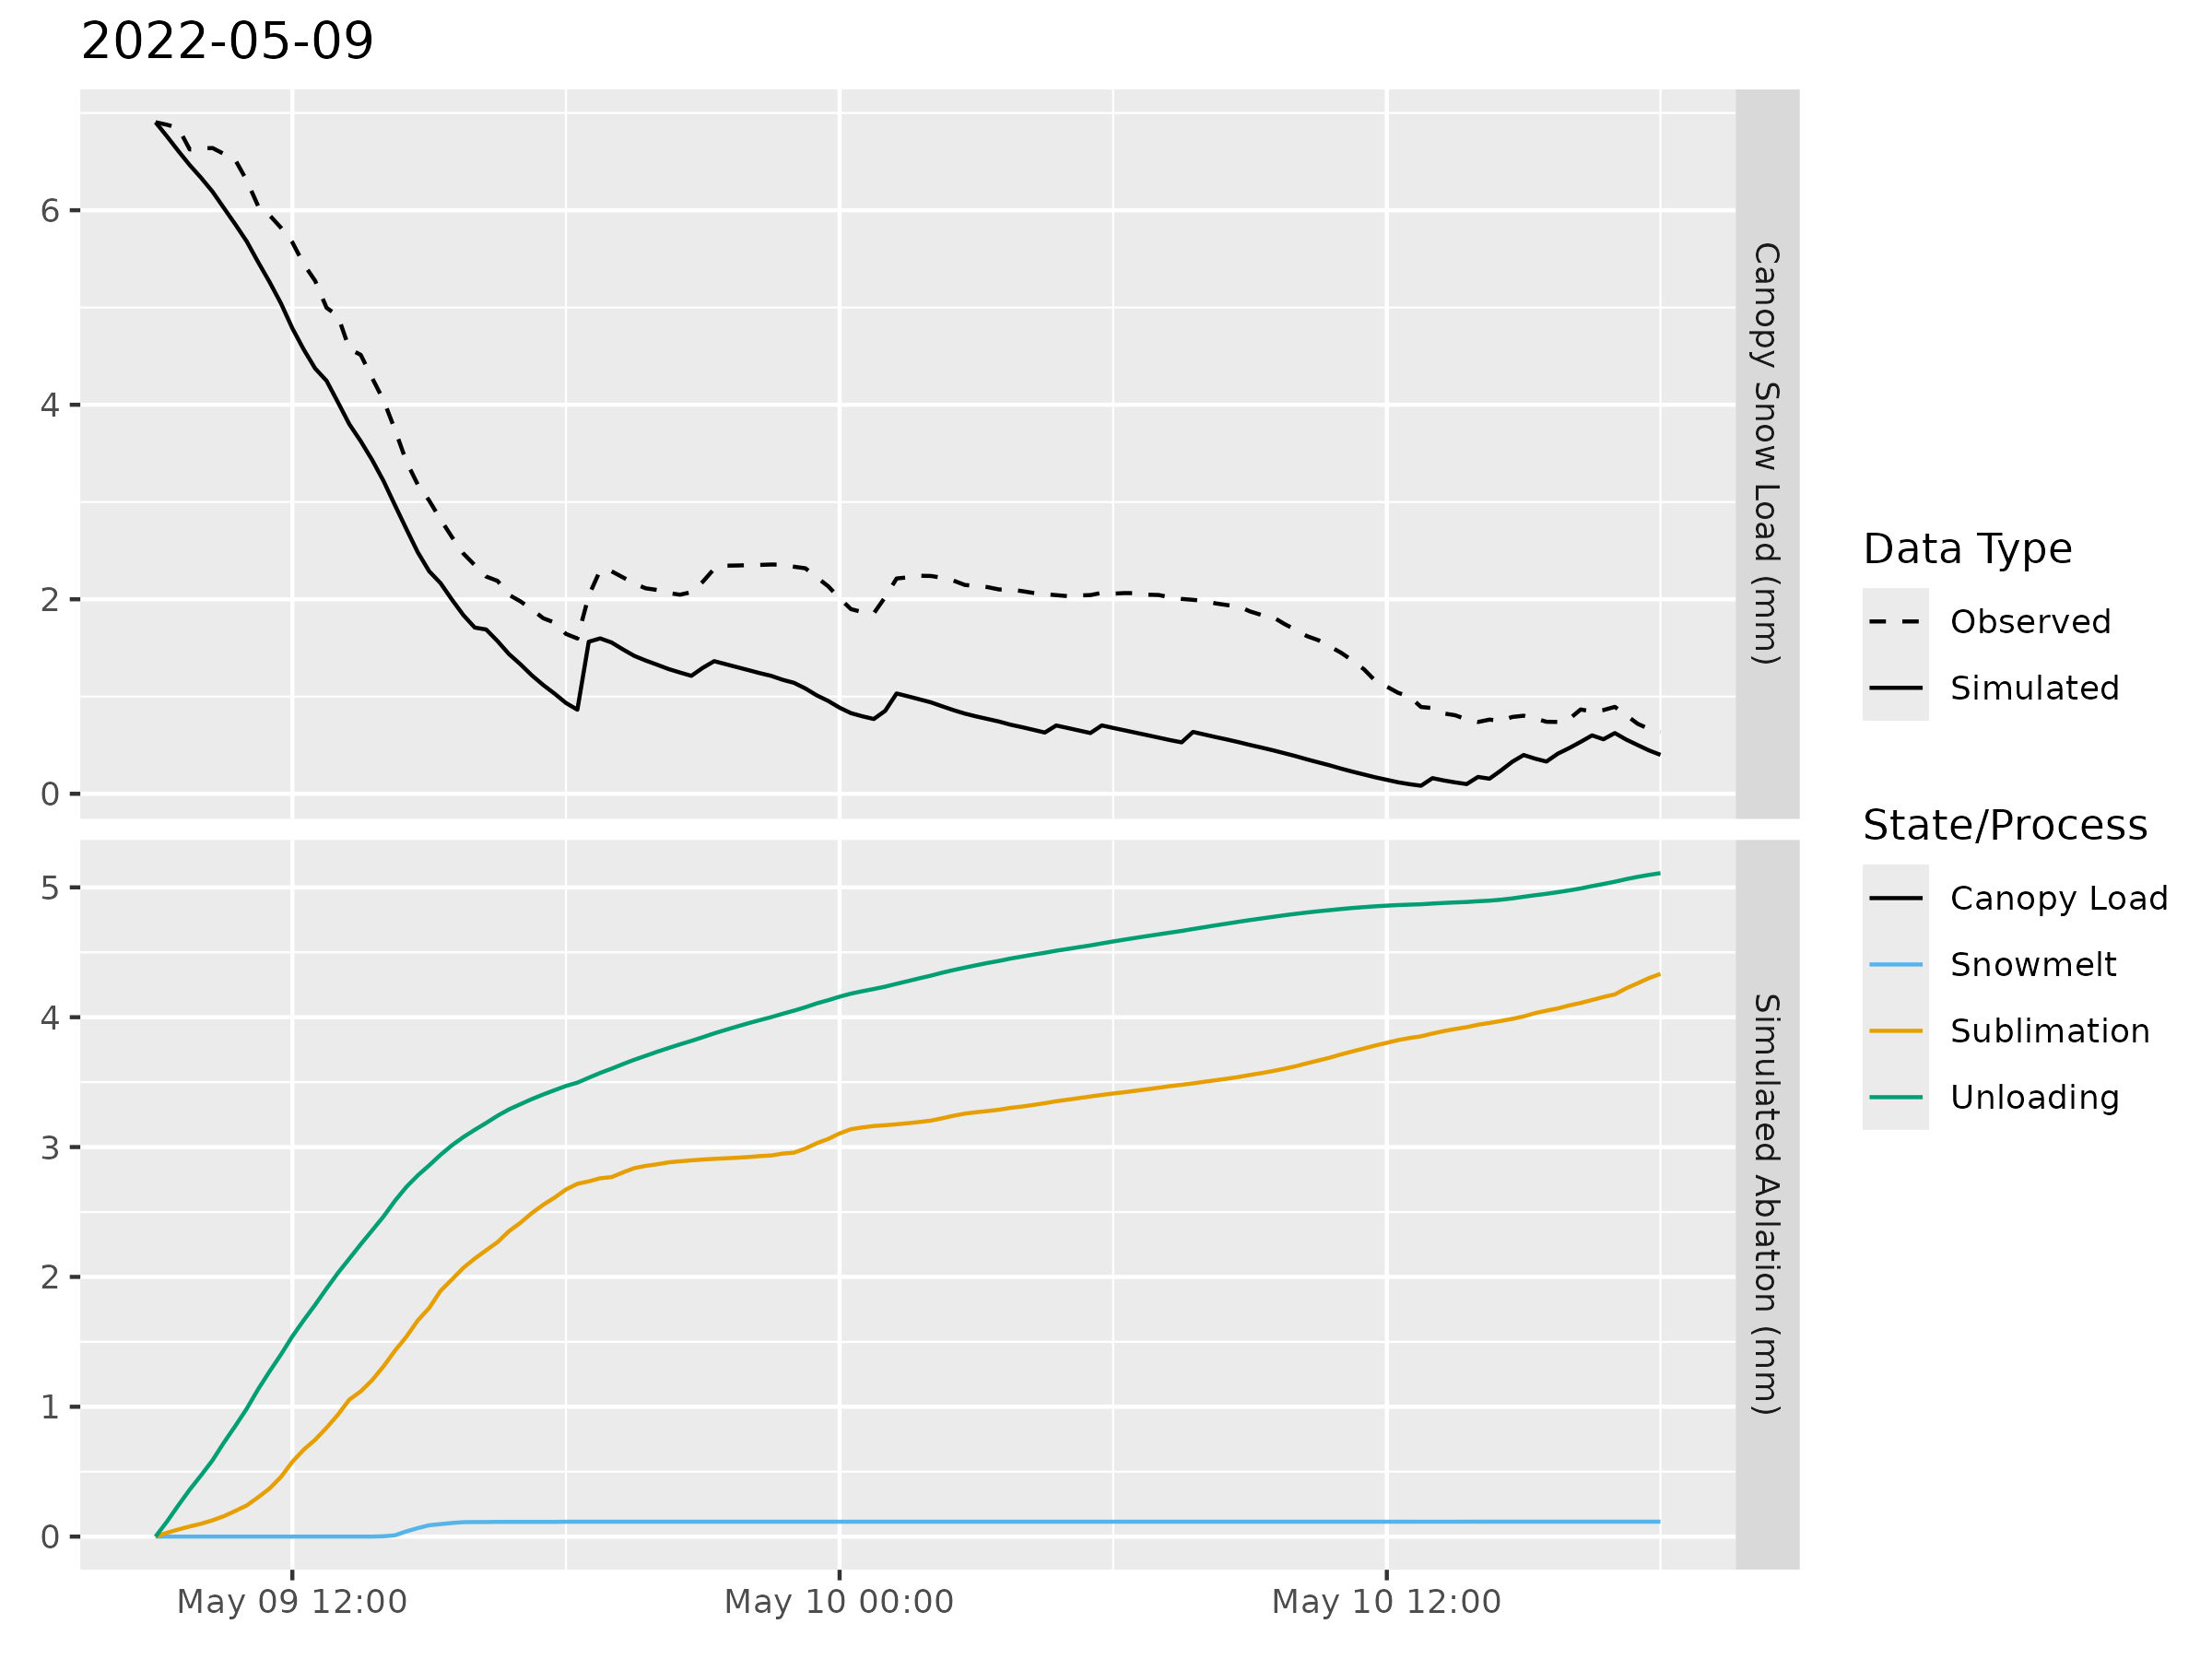 2022-05-09
6
4
2
0
Canopy Snow Load (mm)
5
4
3
2
1
0
Simulated Ablation (mm)
May 09 12:00
May 10 00:00
May 10 12:00
Data Type
Observed
Simulated
State/Process
Canopy Load
Snowmelt
Sublimation
Unloading